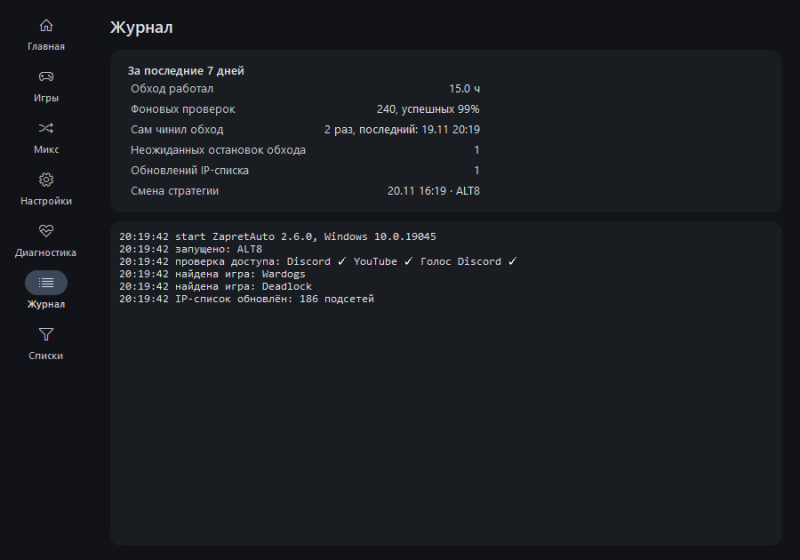 Главная
Игры
Микс
Настройки
Диагностика
Журнал
Списки
Журнал
За последние 7 дней
Обход работал 15.0 ч
Фоновых проверок 240, успешных 99%
Сам чинил обход 2 раз, последний: 19.11 20:19
Неожиданных остановок обхода 1
Обновлений IP-списка 1
Смена стратегии 20.11 16:19 · ALT8
20:19:42 start ZapretAuto 2.6.0, Windows 10.0.19045
20:19:42 запущено: ALT8
20:19:42 проверка доступа: Discord ✓ YouTube ✓ Голос Discord ✓
20:19:42 найдена игра: Wardogs
20:19:42 найдена игра: Deadlock
20:19:42 IP-список обновлён: 186 подсетей